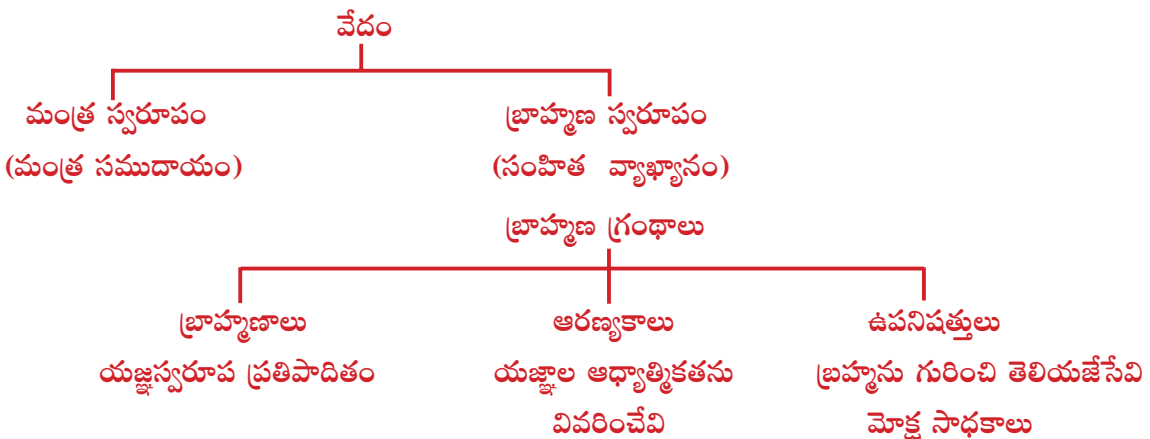 వేదం
మంత్ర స్వరూపం
(మంత్ర సముదాయం)
బ్రాహ్మణ స్వరూపం
(సంహిత వ్యాఖ్యానం)
బ్రాహ్మణ గ్రంథాలు
బ్రాహ్మణాలు
యజ్ఞస్వరూప ప్రతిపాదితం
ఆరణ్యకాలు
యజ్ఞాల ఆధ్యాత్మికతను
వివరించేవి
ఉపనిషత్తులు
బ్రహ్మను గురించి తెలియజేసేవి
మోక్ష సాధకాలు